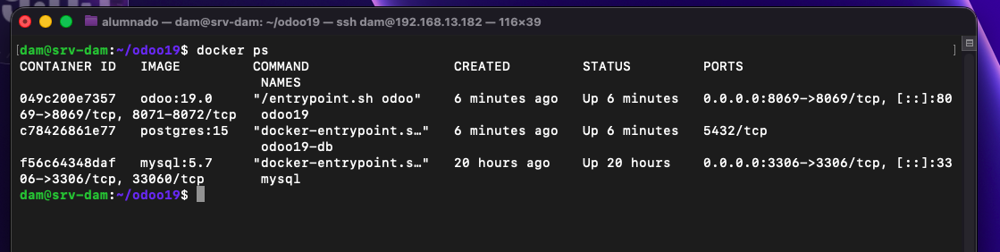 alumnado — dam@srv-dam: ~/odoo19 — ssh dam@192.168.13.182 — 116×39
[dam@srv-dam:~/odoo19$ docker ps ]
CONTAINER ID   IMAGE         COMMAND                  CREATED         STATUS         PORTS
                              NAMES
049c200e7357   odoo:19.0     "/entrypoint.sh odoo"    6 minutes ago   Up 6 minutes   0.0.0.0:8069->8069/tcp, [::]:80
69->8069/tcp, 8071-8072/tcp   odoo19
c78426861e77   postgres:15   "docker-entrypoint.s…"   6 minutes ago   Up 6 minutes   5432/tcp
                              odoo19-db
f56c64348daf   mysql:5.7     "docker-entrypoint.s…"   20 hours ago    Up 20 hours    0.0.0.0:3306->3306/tcp, [::]:33
06->3306/tcp, 33060/tcp       mysql
dam@srv-dam:~/odoo19$